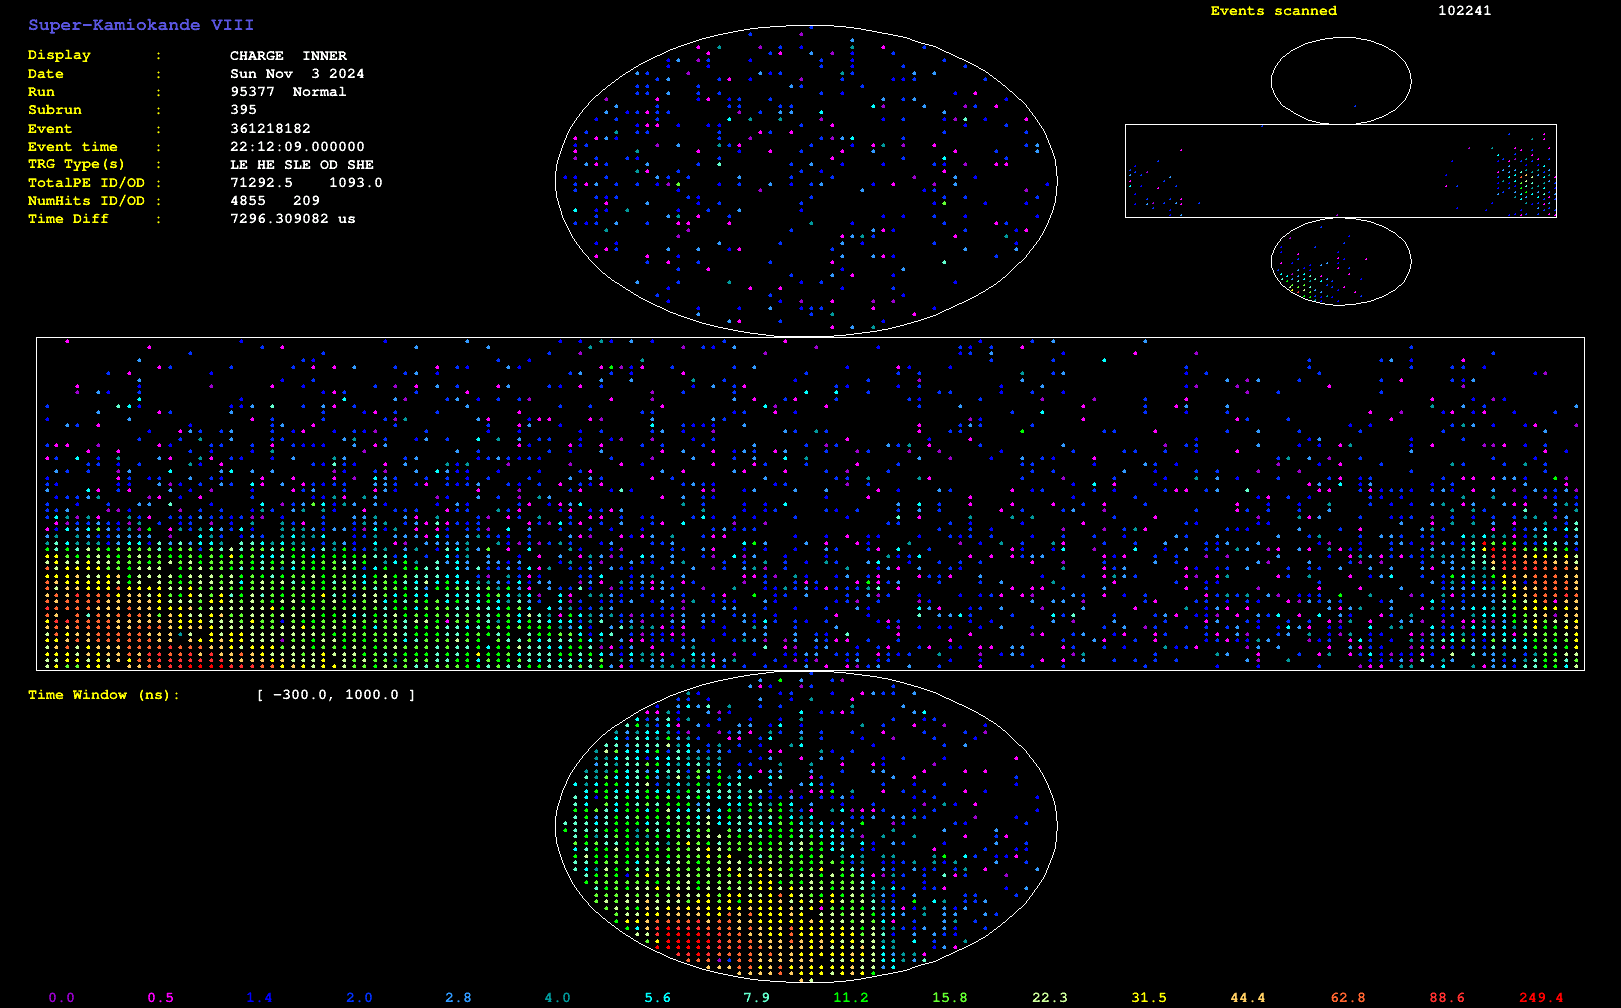 Super-Kamiokande VIII
Display : CHARGE INNER
Date : Sun Nov 3 2024
Run : 95377 Normal
Subrun : 395
Event : 361218182
Event time : 22:12:09.000000
TRG Type(s) : LE HE SLE OD SHE
TotalPE ID/OD : 71292.5 1093.0
NumHits ID/OD : 4855 209
Time Diff : 7296.309082 us
Events scanned 102241
Time Window (ns): [ -300.0, 1000.0 ]
0.0 0.5 1.4 2.0 2.8 4.0 5.6 7.9 11.2 15.8 22.3 31.5 44.4 62.8 88.6 249.4